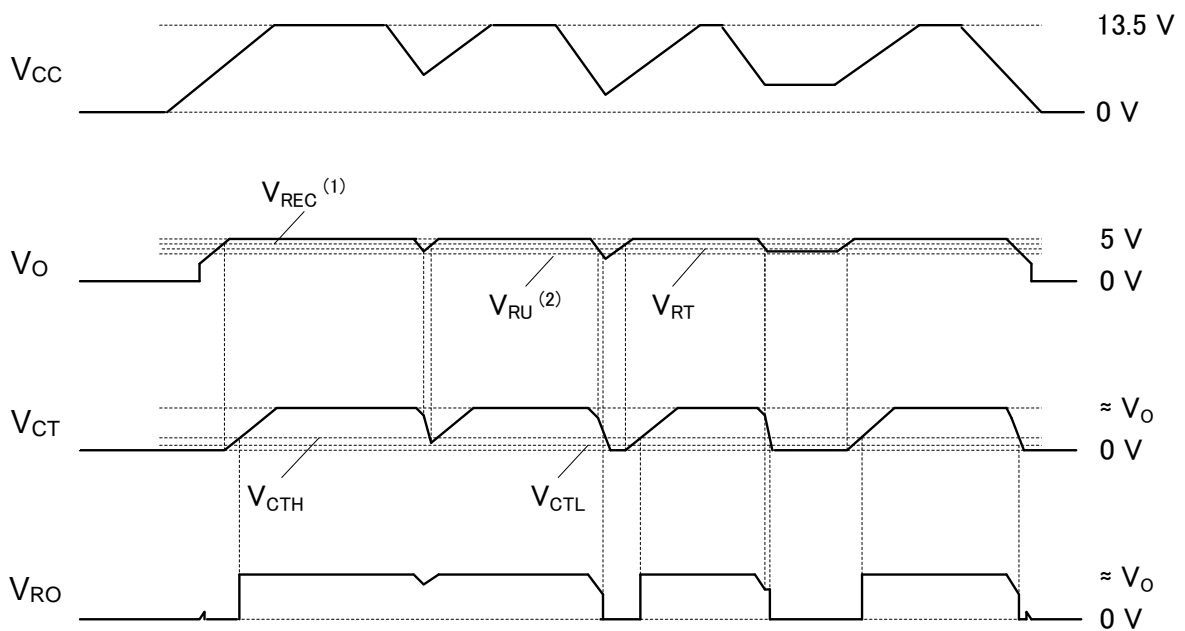 13.5 V
VCC
0 V
VREC (1)
5 V
VO
0 V
VRU (2)
VRT
≈ VO
VCT
0 V
VCTH
VCTL
≈ VO
VRO
0 V